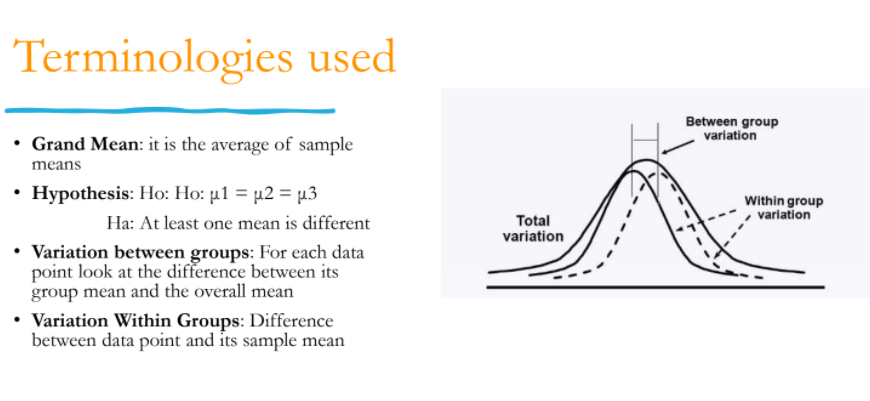 Terminologies used
• Grand Mean: it is the average of sample
means
• Hypothesis: Ho: Ho: µ1 = µ2 = µ3
Ha: At least one mean is different
• Variation between groups: For each data
point look at the difference between its
group mean and the overall mean
• Variation Within Groups: Difference
between data point and its sample mean
Between group
variation
Within group
variation
Total
variation